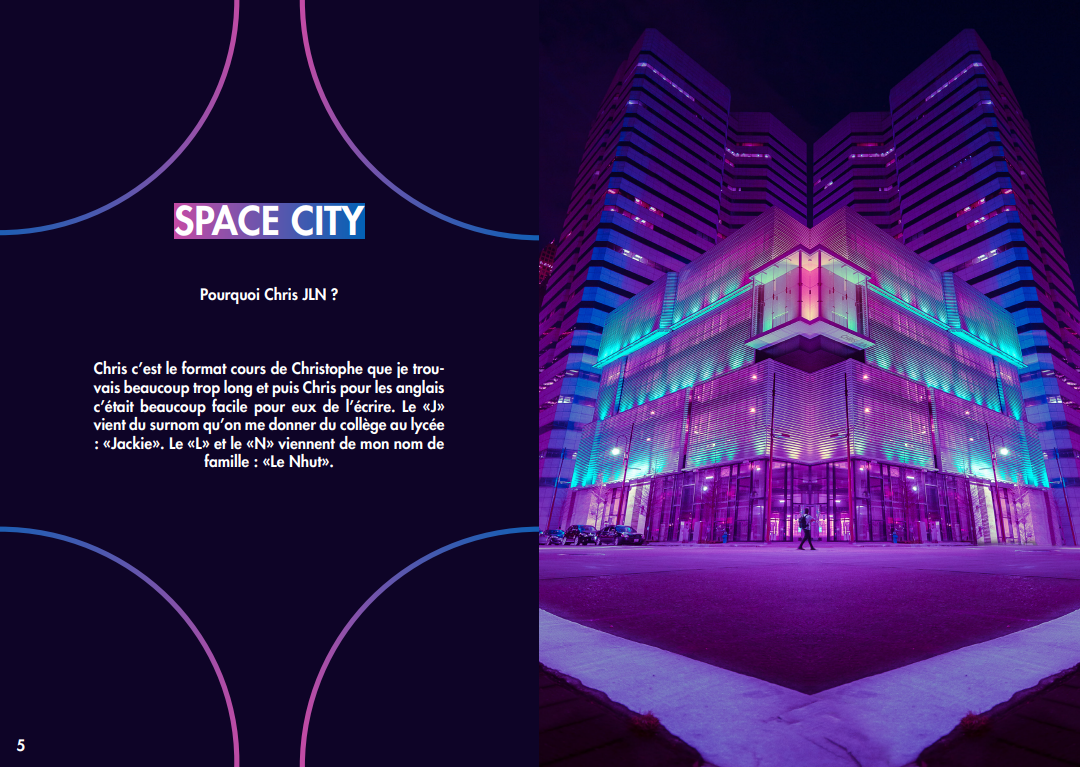 SPACE CITY
Pourquoi Chris JLN ?
Chris c’est le format cours de Christophe que je trou-
vais beaucoup trop long et puis Chris pour les anglais
c’était beaucoup facile pour eux de l’écrire. Le «J»
vient du surnom qu’on me donner du collège au lycée
: «Jackie». Le «L» et le «N» viennent de mon nom de
famille : «Le Nhut».
5